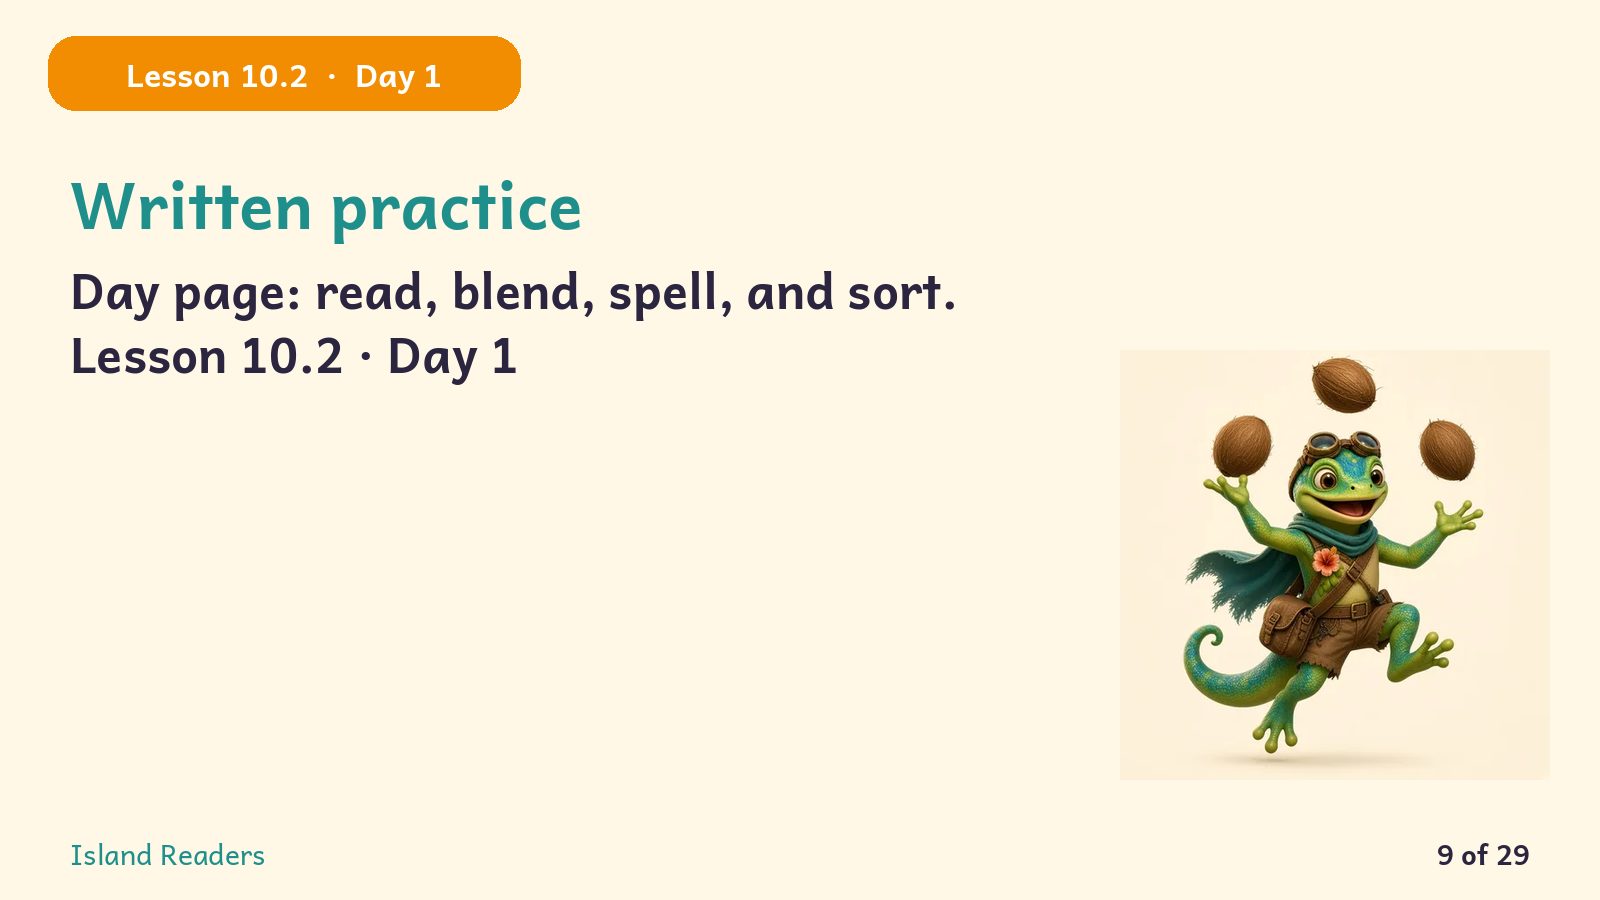 Lesson 10.2 · Day 1
Written practice
Day page: read, blend, spell, and sort.
Lesson 10.2 · Day 1
Island Readers
9 of 29